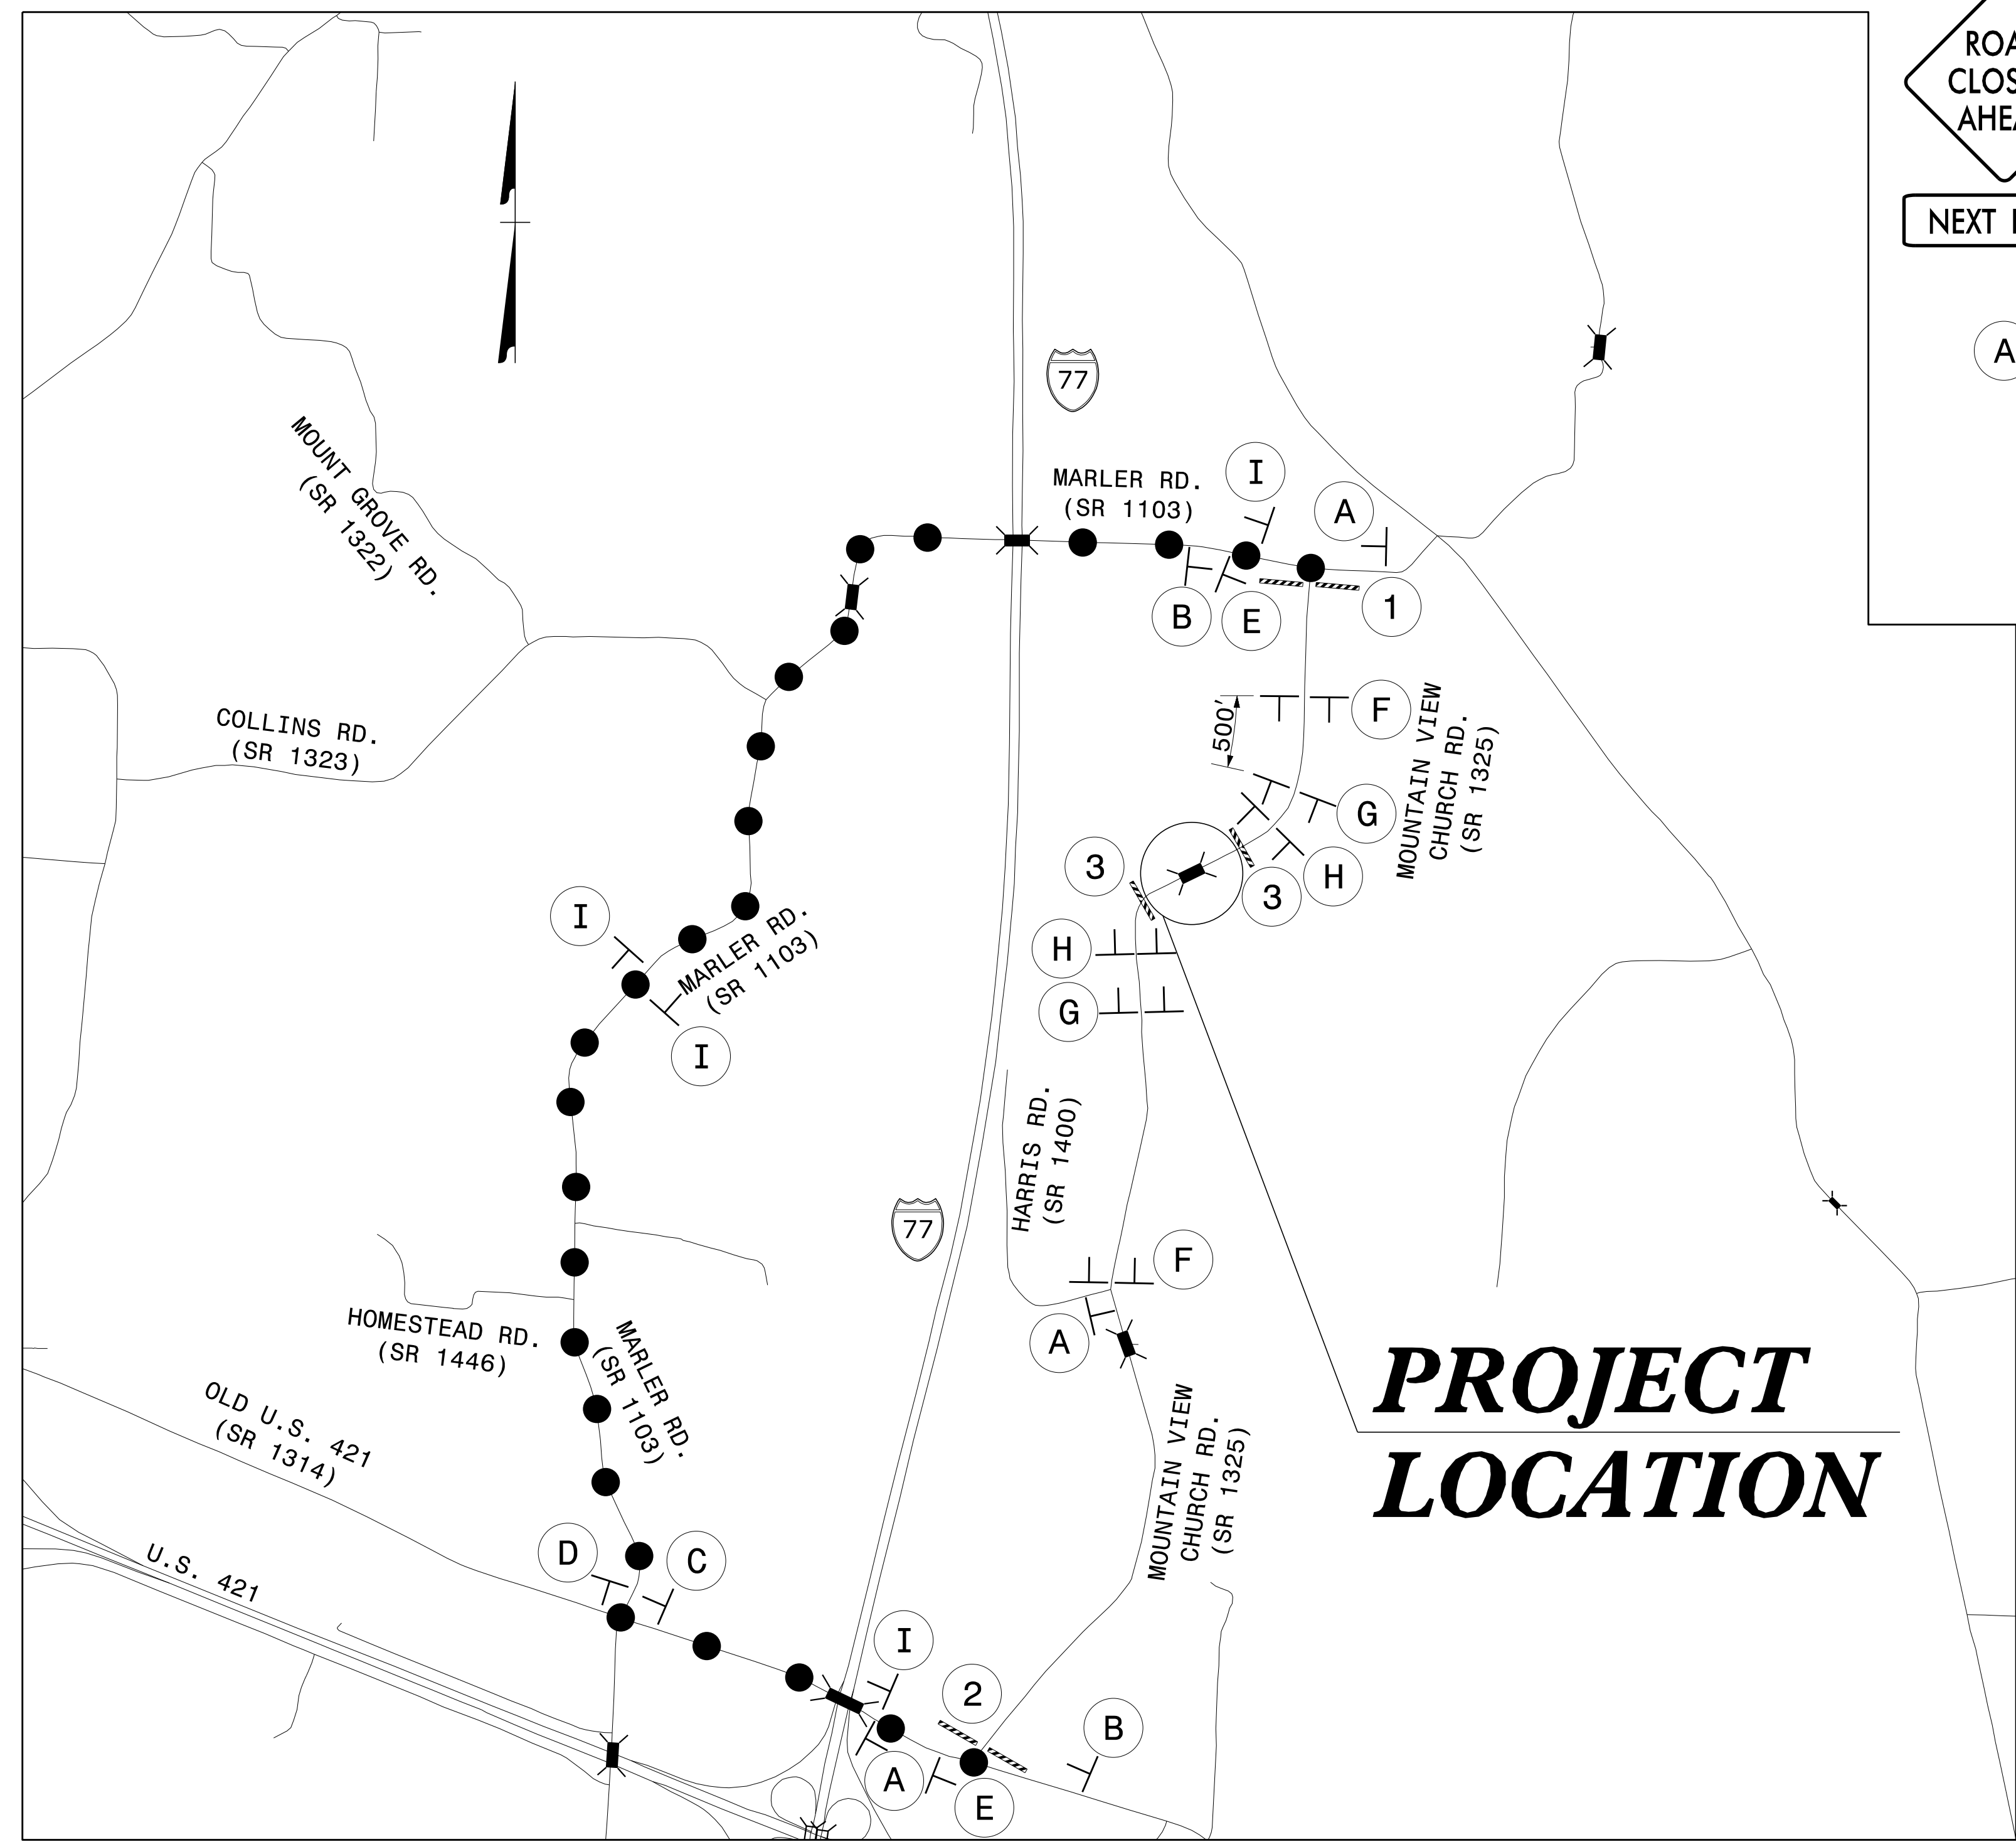 ROA
CLOS
AHEA
NEXT
A
77
MARLER RD.
(SR 1103)
I
A
B
E
1
MOUNT GROVE RD.
(SR 1322)
COLLINS RD.
(SR 1323)
500'
F
MOUNTAIN VIEW
CHURCH RD.
(SR 1325)
G
H
3
3
H
G
I
MARLER RD.
(SR 1103)
I
HARRIS RD.
(SR 1400)
77
F
A
HOMESTEAD RD.
(SR 1446)
MARLER RD.
(SR 1103)
PROJECT
LOCATION
OLD U.S. 421
(SR 1314)
MOUNTAIN VIEW
CHURCH RD.
(SR 1325)
U.S. 421
D
C
I
2
B
A
E